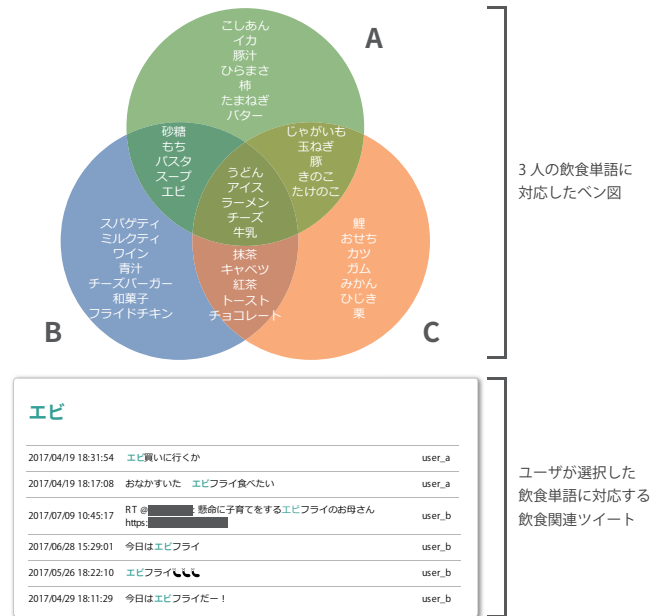 A
こしあん
イカ
豚汁
ひらまさ
柿
たまねぎ
バター
砂糖
もち
パスタ
スープ
エビ
じゃがいも
玉ねぎ
豚
きのこ
たけのこ
うどん
アイス
ラーメン
チーズ
牛乳
スパゲティ
ミルクティ
ワイン
青汁
チーズバーガー
和菓子
フライドチキン
抹茶
キャベツ
紅茶
トースト
チョコレート
鯉
おせち
カツ
ガム
みかん
ひじき
栗
B
C
3 人の飲食単語に
対応したベン図
エビ
2017/04/19 18:31:54 エビ買いに行くか user_a
2017/04/19 18:17:08 おなかすいた エビフライ食べたい user_a
2017/07/09 10:45:17 RT @ : 懸命に子育てをするエビフライのお母さん user_b
https:
2017/06/28 15:29:01 今日はエビフライ user_b
2017/05/26 18:22:10 エビフライ user_b
2017/04/29 18:11:29 今日はエビフライだー！ user_b
ユーザが選択した
飲食単語に対応する
飲食関連ツイート